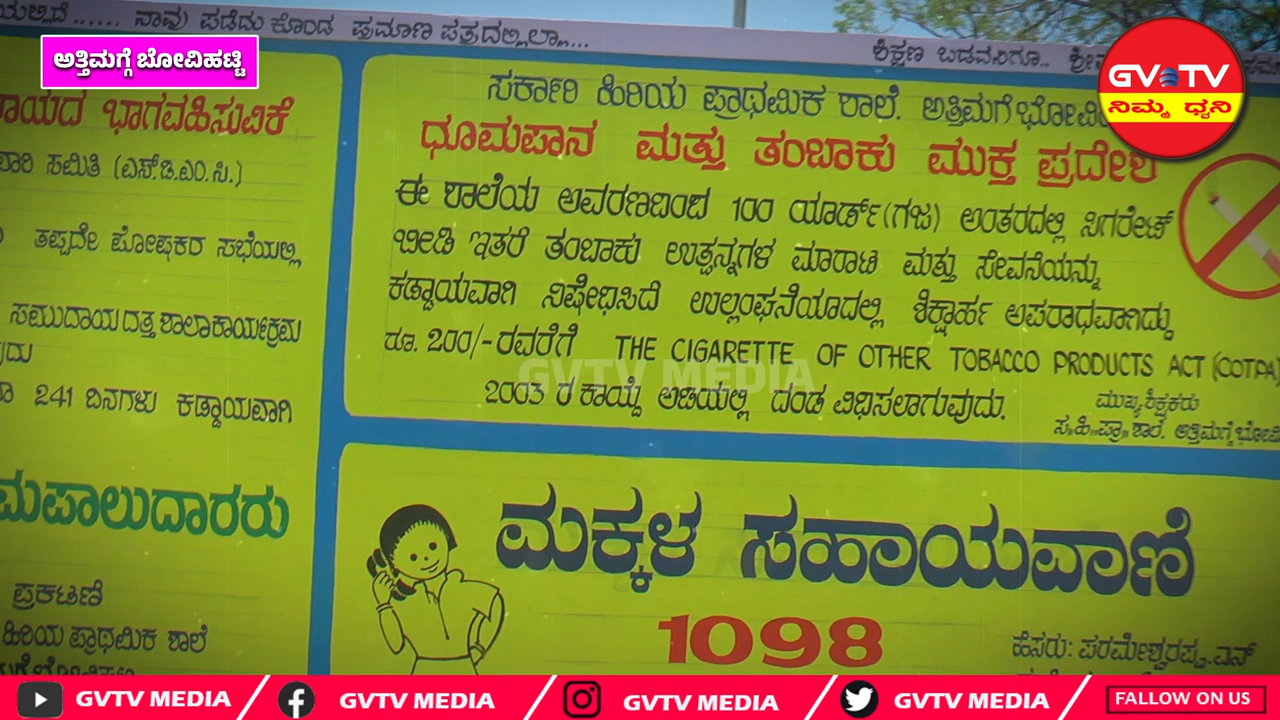 ಯಲ್ಲಿದೆ ...... ನಾವು ಪಡೆದು ಕೊಂಡ ಪ್ರಮಾಣ ಪತ್ರದಲ್ಲಿಲ್ಲಾ...
ಶಿಕ್ಷಣ ಬಡವನಿಗೂ..
ಅತ್ತಿಮಗ್ಗೆ ಬೋವಿಹಟ್ಟಿ
GVTV
ನಿಮ್ಮ ಧ್ವನಿ
ಾಯದ ಭಾಗವಹಿಸುವಿಕೆ
ವಾರಿ ಸಮಿತಿ (ಎಸ್.ಡಿ.ಎಂ.ಸಿ.)
ತಪ್ಪದೇ ಪೋಷಕರ ಸಭೆಯಲ್ಲಿ
ಸಮುದಾಯದತ್ತ ಶಾಲಾ ಕಾರ್ಯಕ್ರಮ
ವುದು
241 ದಿನಗಳು ಕಡ್ಡಾಯವಾಗಿ
ಮಪಾಲುದಾರರು
ಪ್ರಕಟಣೆ
ಹಿರಿಯ ಪ್ರಾಥಮಿಕ ಶಾಲೆ
ಸರ್ಕಾರಿ ಹಿರಿಯ ಪ್ರಾಥಮಿಕ ಶಾಲೆ. ಅತ್ತಿಮಗೆಭೋವಿ
ಧೂಮಪಾನ ಮತ್ತು ತಂಬಾಕು ಮುಕ್ತ ಪ್ರದೇಶ
ಈ ಶಾಲೆಯ ಅವರಣದಿಂದ 100 ಯಾರ್ಡ್(ಗಜ) ಅಂತರದಲ್ಲಿ ಸಿಗರೇಟ್
ಬೀಡಿ ಇತರೆ ತಂಬಾಕು ಉತ್ಪನ್ನಗಳ ಮಾರಾಟ ಮತ್ತು ಸೇವನೆಯನ್ನು
ಕಡ್ಡಾಯವಾಗಿ ನಿಷೇಧಿಸಿದೆ ಉಲ್ಲಂಘನೆಯಾದಲ್ಲಿ ಶಿಕ್ಷಾರ್ಹ ಅಪರಾಧವಾಗಿದ್ದು
ರೂ. 200/- ರವರೆಗೆ THE CIGARETTE OF OTHER TOBACCO PRODUCTS ACT (COTPA)
2003 ರ ಕಾಯ್ದೆ ಅಡಿಯಲ್ಲಿ ದಂಡ ವಿಧಿಸಲಾಗುವುದು.
ಮುಖ್ಯ ಶಿಕ್ಷಕರು
ಸ.ಹಿ.ಪ್ರಾ. ಶಾಲೆ. ಅತ್ತಿಮಗ್ಗೆಭೋವಿ
GVTV MEDIA
ಮಕ್ಕಳ ಸಹಾಯವಾಣಿ
1098
ಹೆಸರು: ಪರಮೇಶ್ವರಪ್ಪ.ಎನ್
GVTV MEDIA GVTV MEDIA GVTV MEDIA GVTV MEDIA FALLOW ON US